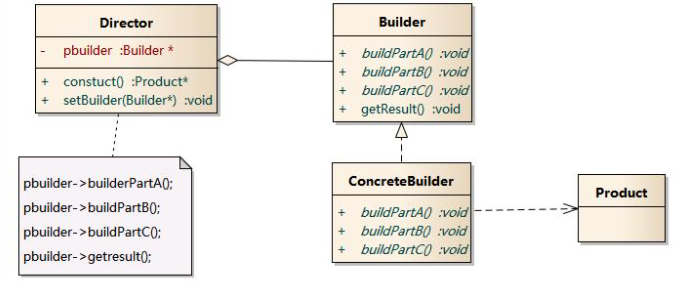 Director
- pbuilder :Builder *
+ constuct() :Product*
+ setBuilder(Builder*) :void
Builder
+ buildPartA() :void
+ buildPartB() :void
+ buildPartC() :void
+ getResult() :void
pbuilder->builderPartA();
pbuilder->buildPartB();
pbuilder->buildPartC();
pbuilder->getresult();
ConcreteBuilder
+ buildPartA() :void
+ buildPartB() :void
+ buildPartC() :void
Product